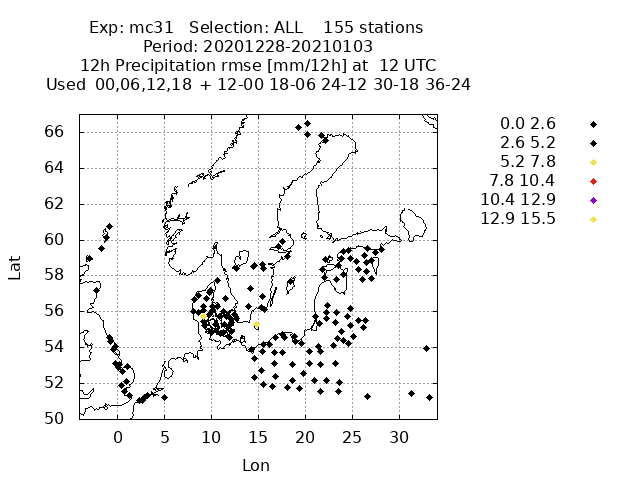 Exp: mc31 Selection: ALL 155 stations
Period: 20201228-20210103
12h Precipitation rmse [mm/12h] at 12 UTC
Used 00,06,12,18 + 12-00 18-06 24-12 30-18 36-24
0.0 2.6
2.6 5.2
5.2 7.8
7.8 10.4
10.4 12.9
12.9 15.5
66
64
62
60
58
56
54
52
50
Lat
0 5 10 15 20 25 30
Lon